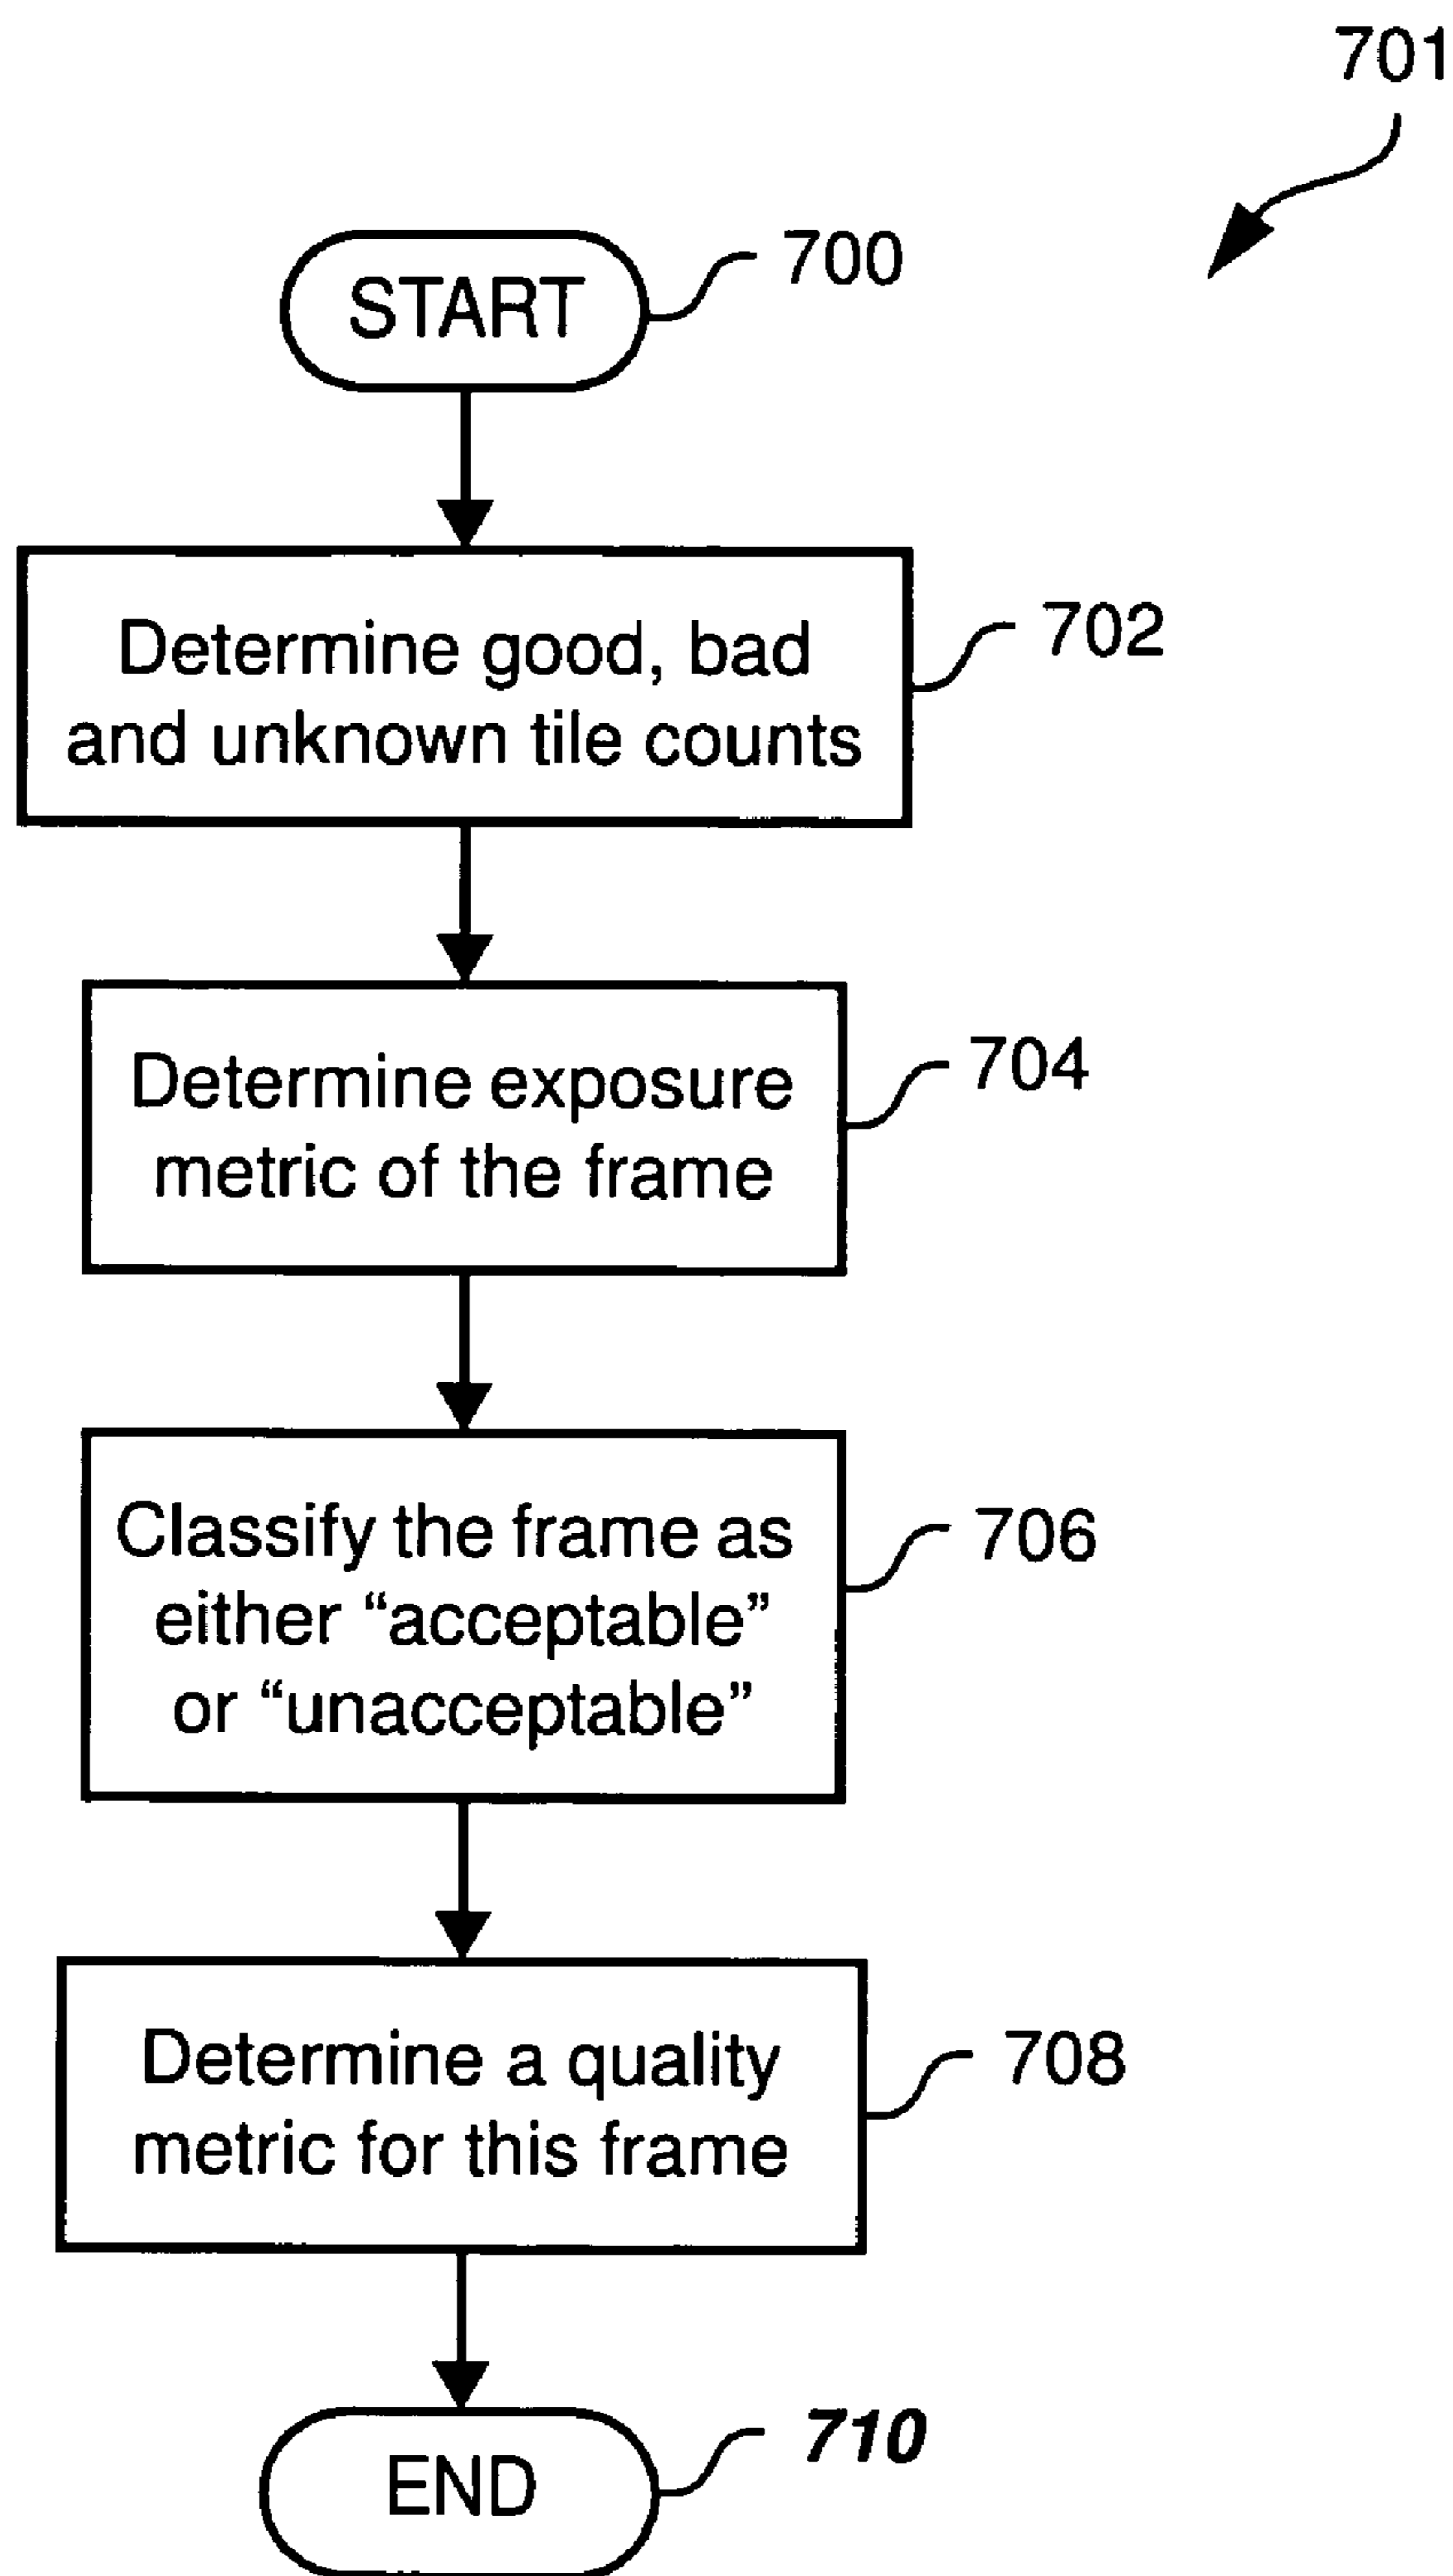 701
START
700
Determine good, bad
and unknown tile counts
702
Determine exposure
metric of the frame
704
Classify the frame as
either “acceptable”
or “unacceptable”
706
Determine a quality
metric for this frame
708
END
710